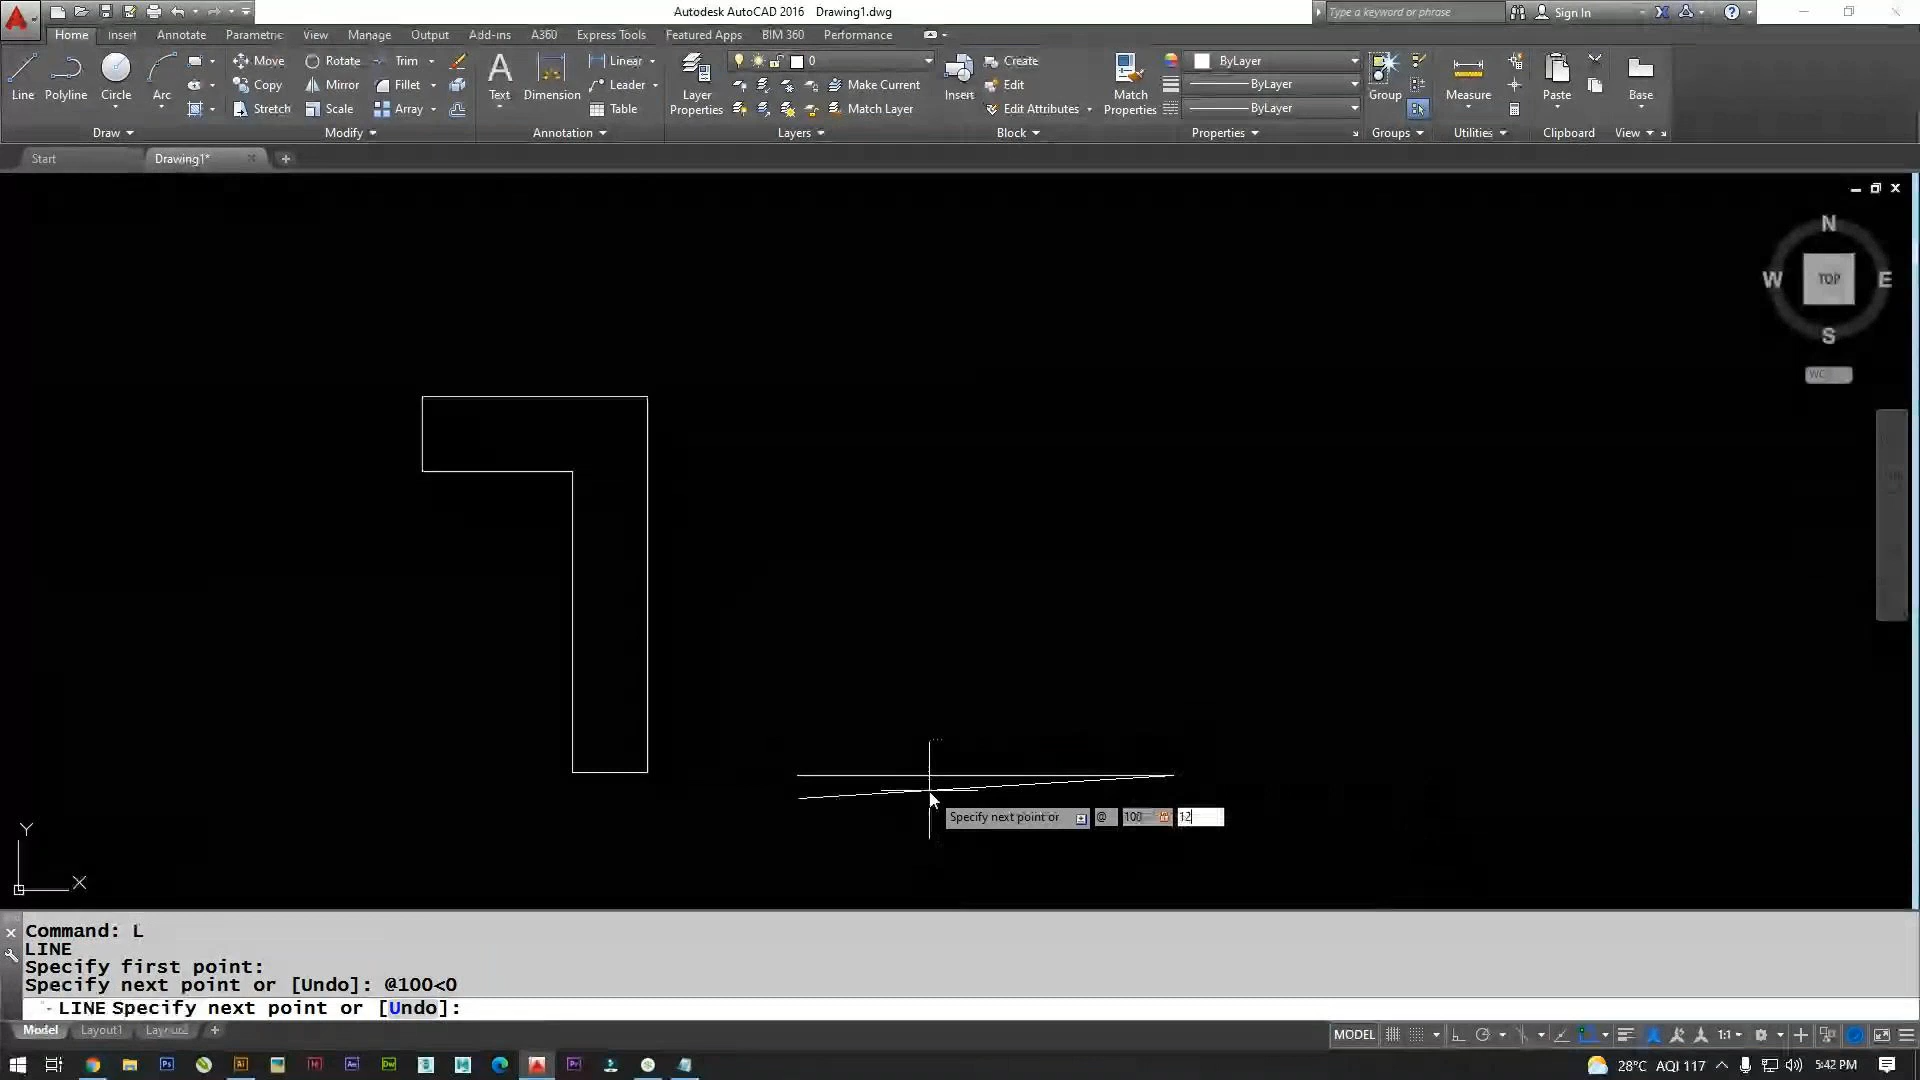 Autodesk AutoCAD 2016 Drawing1.dwg
Type a keyword or phrase
Sign In
Home Insert Annotate Parametric View Manage Output Add-ins A360 Express Tools Featured Apps BIM 360 Performance
Line Polyline Circle Arc
Move Rotate Trim
Copy Mirror Fillet
Stretch Scale Array
Text Dimension
Linear
Leader
Table
Layer Properties
0
Make Current
Match Layer
Insert
Create
Edit
Edit Attributes
Match Properties
ByLayer
ByLayer
ByLayer
Group Measure Paste Base
Draw Modify Annotation Layers Block Properties Groups Utilities Clipboard View
Start Drawing1*
N
W TOP E
S
WC
Specify next point or @ 100 12
Y
X
Command: L
LINE
Specify first point:
Specify next point or [Undo]: @100<0
LINE Specify next point or [Undo]:
Model Layout1 Layout2
MODEL 1:1
28°C AQI 117 5:42 PM